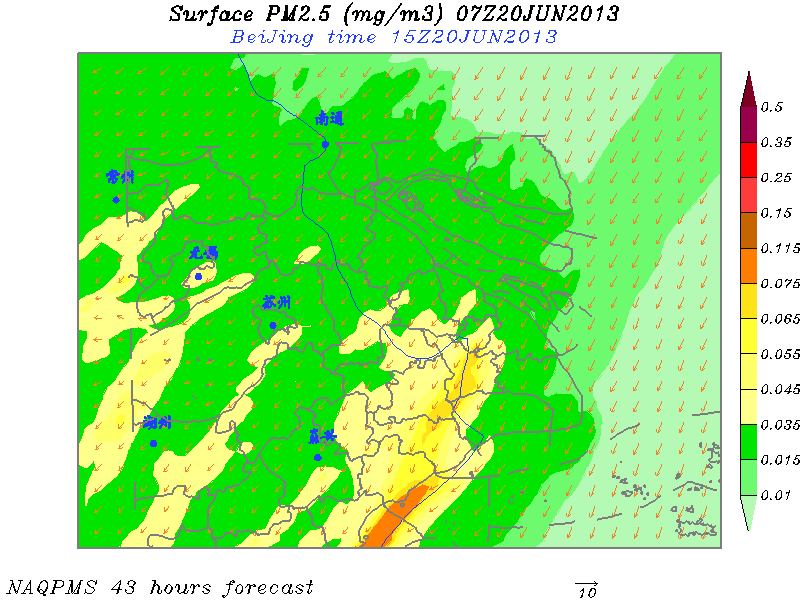 Surface PM2.5 (mg/m3) 07Z20JUN2013
BeiJing time 15Z20JUN2013
南通
常州
无锡
苏州
湖州
嘉兴
0.5
0.35
0.25
0.15
0.115
0.075
0.065
0.045
0.035
0.015
0.01
NAQPMS 43 hours forecast
10